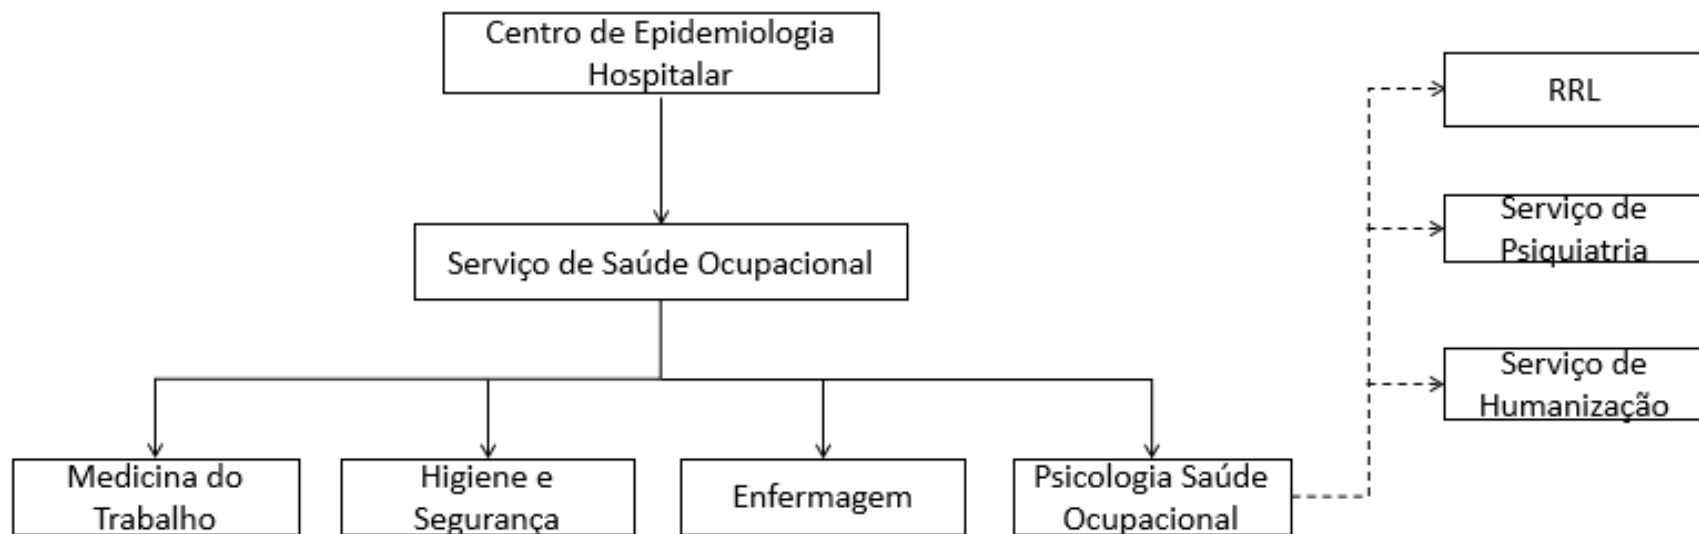 Centro de Epidemiologia
Hospitalar
RRL
Serviço de
Psiquiatria
Serviço de Saúde Ocupacional
Serviço de
Humanização
Medicina do
Trabalho
Higiene e
Segurança
Enfermagem
Psicologia Saúde
Ocupacional